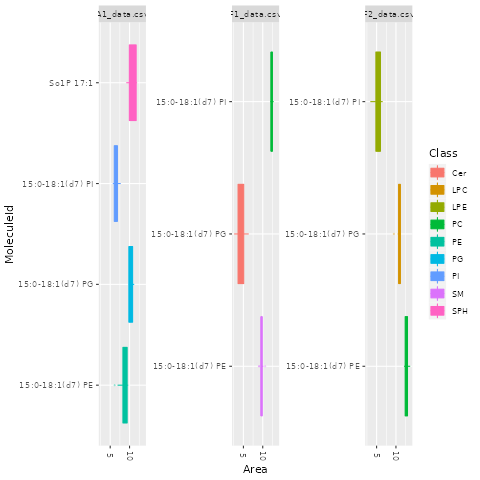 A1_data.csv
F1_data.csv
F2_data.csv
So1P 17:1
15:0-18:1(d7) PI
15:0-18:1(d7) PG
15:0-18:1(d7) PE
15:0-18:1(d7) PI
15:0-18:1(d7) PG
15:0-18:1(d7) PE
15:0-18:1(d7) PI
15:0-18:1(d7) PG
15:0-18:1(d7) PE
MoleculeId
5
10
5
10
5
10
Area
Class
Cer
LPC
LPE
PC
PE
PG
PI
SM
SPH